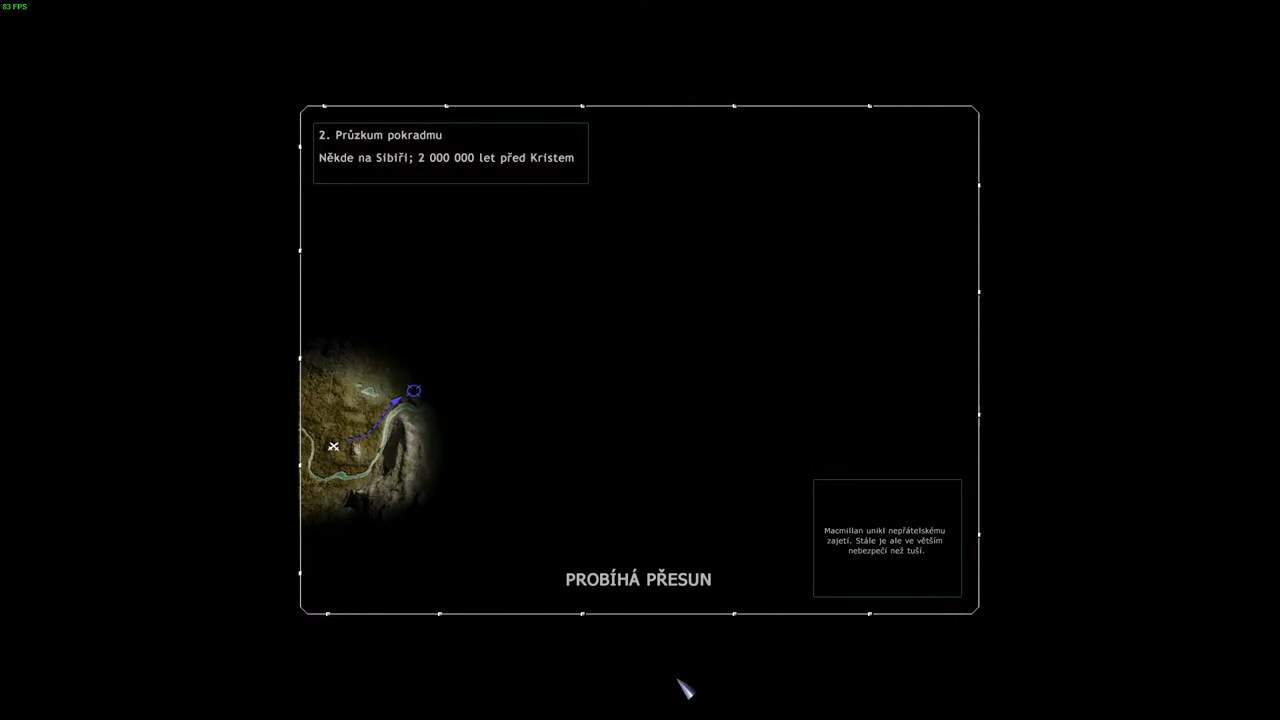 83 FPS
2. Průzkum pokradmu
Někde na Sibiři; 2 000 000 let před Kristem
Macmillan unikl nepřátelskému
zajetí. Stále je ale ve větším
nebezpečí než tuší.
PROBÍHÁ PŘESUN